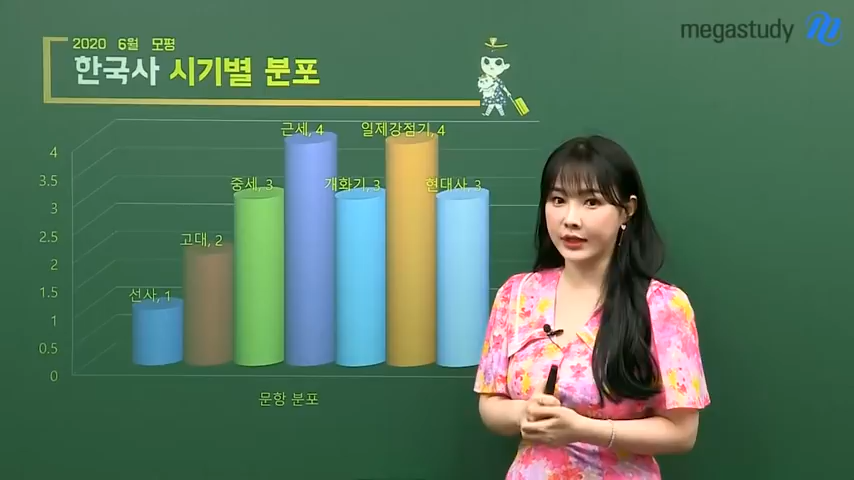 megastudy
2020 6월 모평
한국사 시기별 분포
4
3.5
3
2.5
2
1.5
1
0.5
0
선사, 1
고대, 2
중세, 3
근세, 4
개화기, 3
일제강점기, 4
현대사, 3
문항 분포